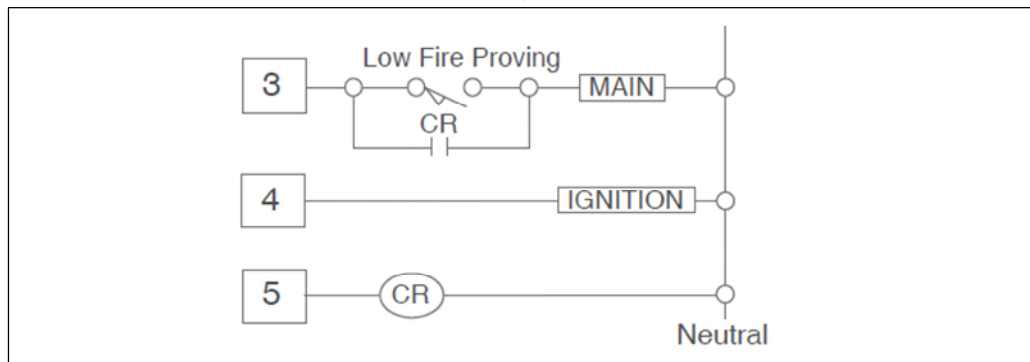 Low Fire Proving
3
MAIN
CR
4
IGNITION
5
CR
Neutral